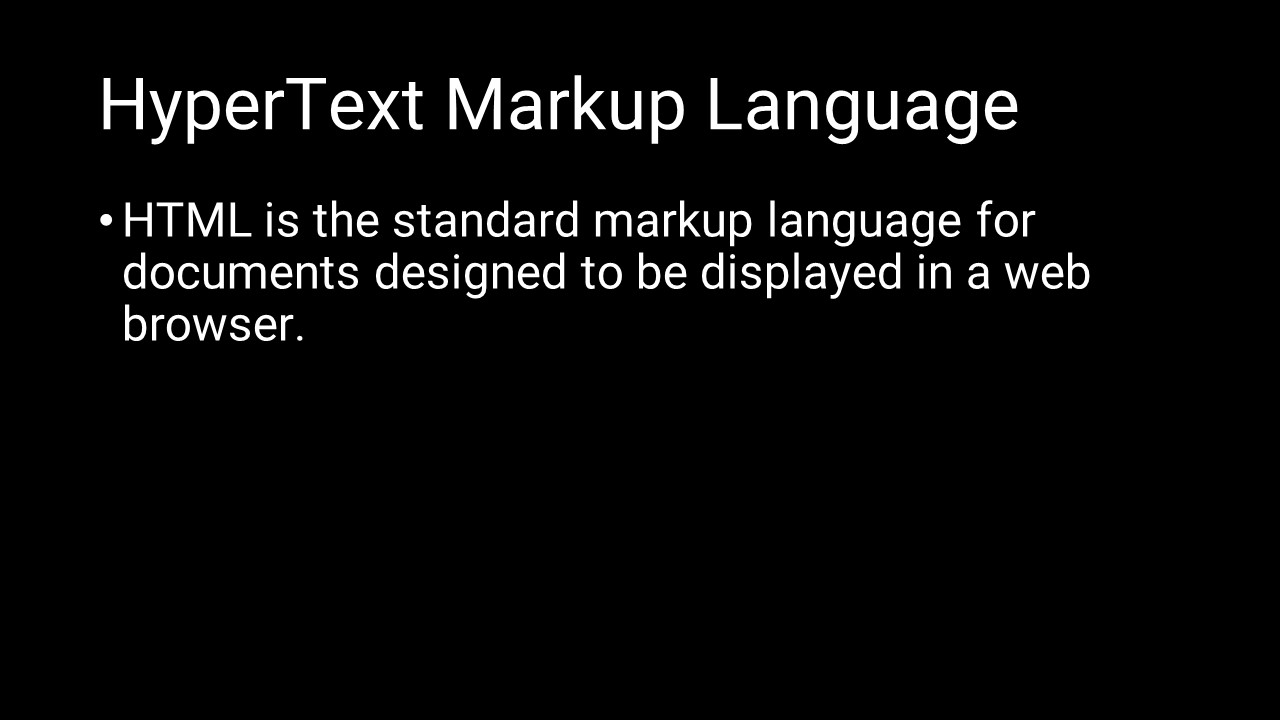 HyperText Markup Language
• HTML is the standard markup language for
documents designed to be displayed in a web
browser.